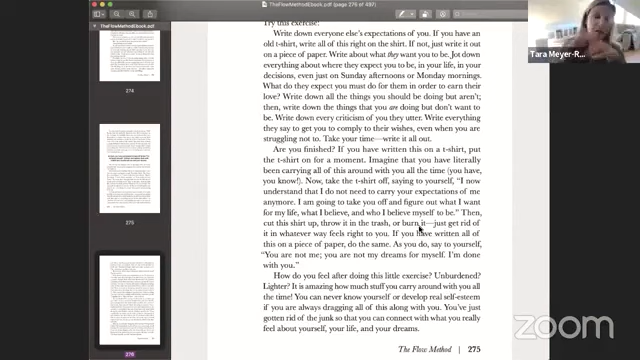 TheFlowMethodEbook.pdf
TheFlowMethodEbook.pdf (page 276 of 497)
Tara Meyer-R...
Try this exercise:
Write down everyone else's expectations of you. If you have an
old t-shirt, write all of this right on the shirt. If not, just write it out
on a piece of paper. Write about what they want you to be. Jot down
everything about where they expect you to be, in your life, in your
decisions, even just on Sunday afternoons or Monday mornings.
What do they expect you must do for them in order to earn their
love? Write down all the things you should be doing but aren't;
then, write down the things that you are doing but don't want to
be. Write down every criticism of you they utter. Write everything
they say to get you to comply to their wishes, even when you are
struggling not to. Take your time—write it all out.
Are you finished? If you have written this on a t-shirt, put
the t-shirt on for a moment. Imagine that you have literally
been carrying all of this around with you all the time (you have,
you know!). Now, take the t-shirt off, saying to yourself, "I now
understand that I do not need to carry your expectations of me
anymore. I am going to take you off and figure out what I want
for my life, what I believe, and who I believe myself to be." Then,
cut this shirt up, throw it in the trash, or burn it—just get rid of
it in whatever way feels right to you. If you have written all of
this on a piece of paper, do the same. As you do, say to yourself,
"You are not me; you are not my dreams for myself. I'm done
with you."
How do you feel after doing this little exercise? Unburdened?
Lighter? It is amazing how much stuff you carry around with you all
the time! You can never know yourself or develop real self-esteem
if you are always dragging all of this along with you. You've just
gotten rid of the junk so that you can connect with what you really
feel about yourself, your life, and your dreams.
The Flow Method | 275
274
275
276
zoom